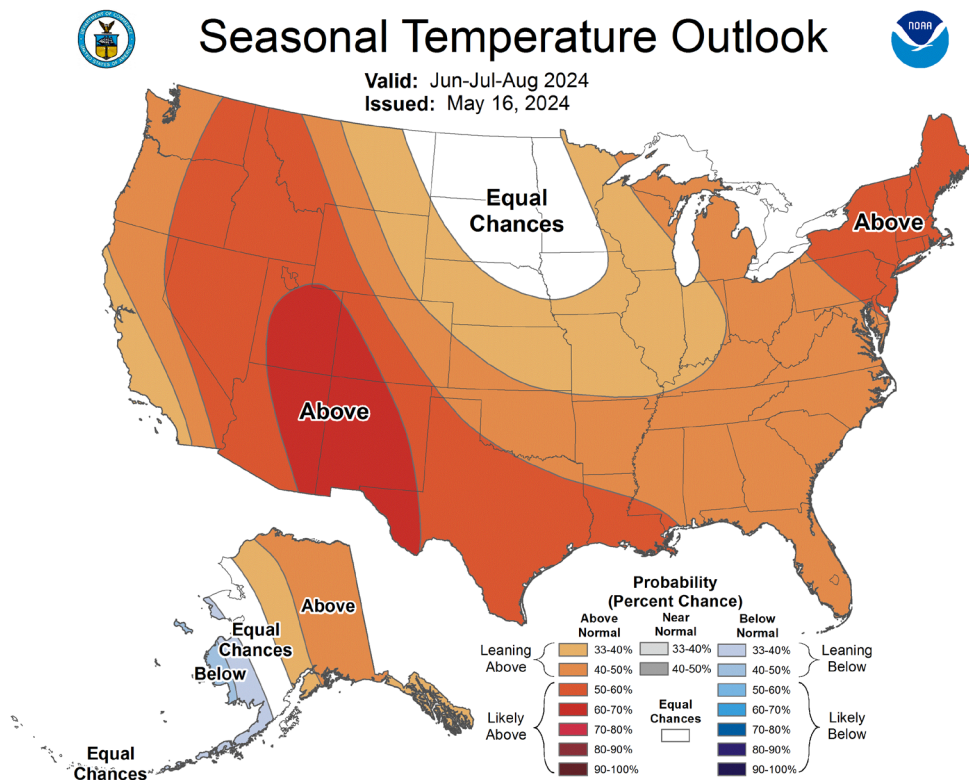 NOAA
Seasonal Temperature Outlook
Valid: Jun-Jul-Aug 2024
Issued: May 16, 2024
Equal
Chances
Above
Above
Above
Equal
Chances
Below
Equal
Chances
Probability
(Percent Chance)
Above
Normal
Near
Normal
Below
Normal
Leaning
Above
33-40%
33-40%
33-40%
Leaning
Below
40-50%
40-50%
40-50%
Likely
Above
50-60%
50-60%
Likely
Below
60-70%
60-70%
70-80%
70-80%
80-90%
80-90%
90-100%
90-100%
Equal
Chances